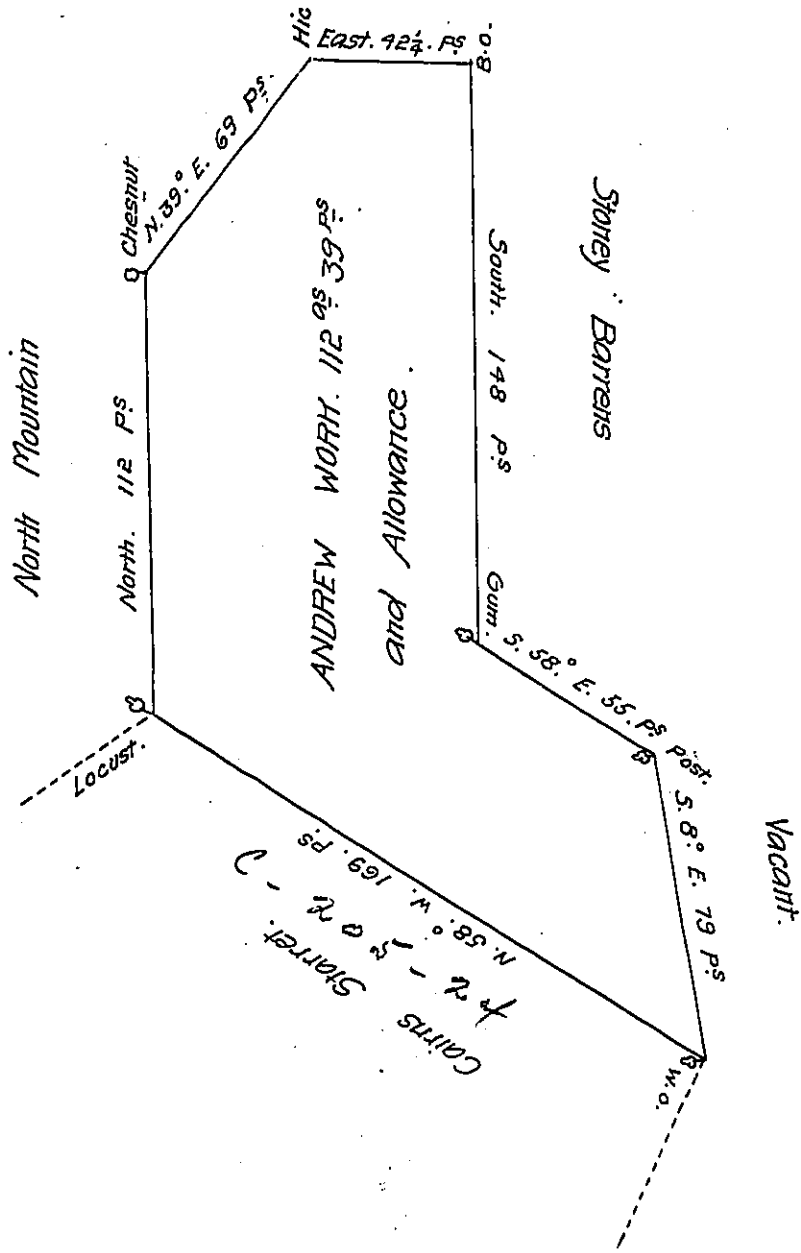 Hic
East. 42¼. Ps
B.O.
N. 39.° E. 69 Ps.
Chesnut
Stoney Barrens
South. 148 Ps
ANDREW WORK. 112 as 39 Ps.
and Allowance.
North Mountain
North. 112 Ps
Gum.
S. 58.° E. 55. Ps
Post.
Vacant.
S. 8.° E. 79 Ps
Locust.
N. 58.° W. 169. Ps
Cairns
Starret.
W.O.